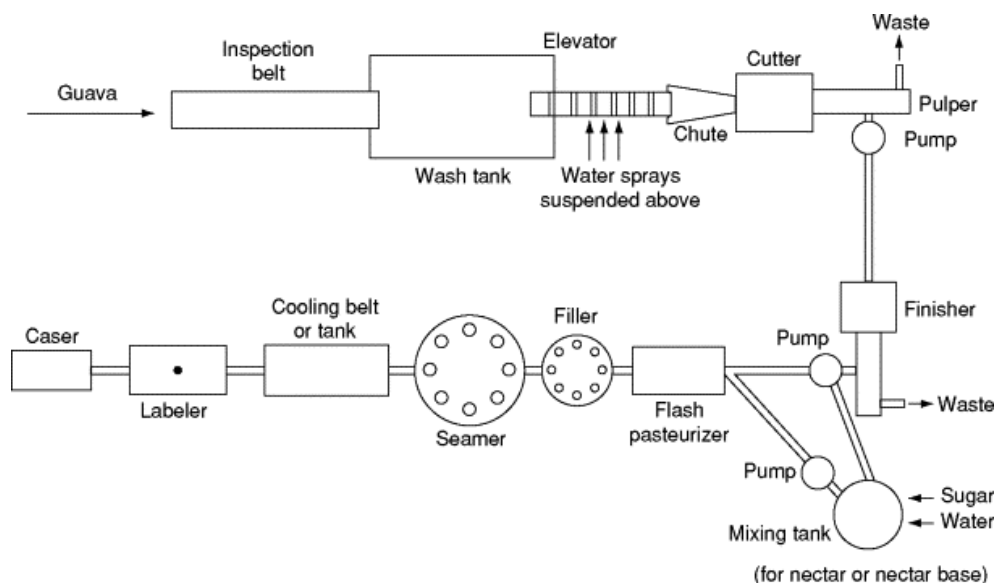 Waste
Elevator
Inspection
belt
Cutter
Guava
Pulper
Chute
Pump
Wash tank
Water sprays
suspended above
Cooling belt
or tank
Finisher
Filler
Caser
Pump
Labeler
Waste
Seamer
Flash
pasteurizer
Pump
Sugar
Water
Mixing tank
(for nectar or nectar base)